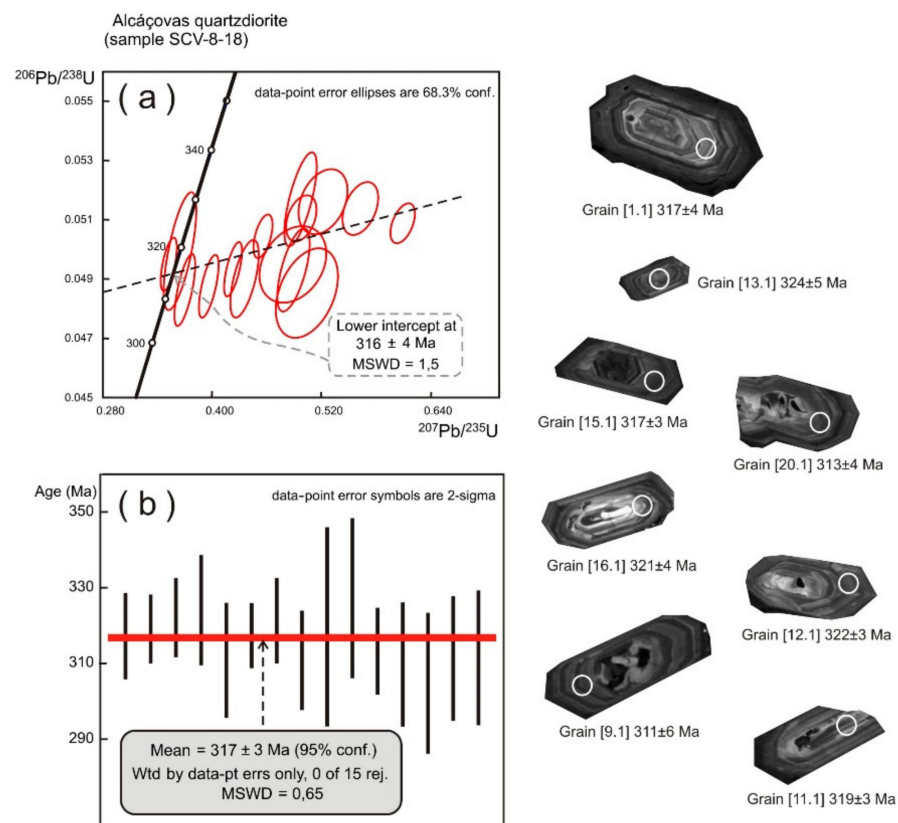 Alcáçovas quartzdiorite
(sample SCV-8-18)
206Pb/238U
(a)
data-point error ellipses are 68.3% conf.
0.055
0.053
0.051
0.049
0.047
0.045
340
320
300
Lower intercept at
316 ± 4 Ma
MSWD = 1,5
0.280
0.400
0.520
0.640
207Pb/235U
Age (Ma)
(b)
data-point error symbols are 2-sigma
350
330
310
290
Mean = 317 ± 3 Ma (95% conf.)
Wtd by data-pt errs only, 0 of 15 rej.
MSWD = 0,65
Grain [1.1] 317±4 Ma
Grain [13.1] 324±5 Ma
Grain [15.1] 317±3 Ma
Grain [20.1] 313±4 Ma
Grain [16.1] 321±4 Ma
Grain [12.1] 322±3 Ma
Grain [9.1] 311±6 Ma
Grain [11.1] 319±3 Ma